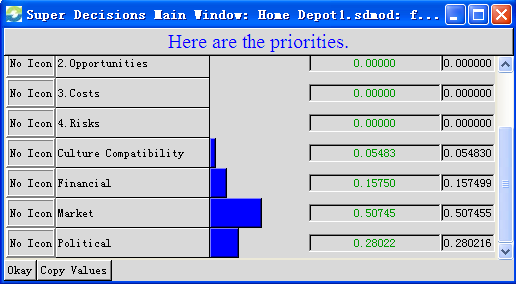 Super Decisions Main Window: Home Depot1.sdmod: f...
Here are the priorities.
No Icon 2.Opportunities 0.00000 0.000000
No Icon 3.Costs 0.00000 0.000000
No Icon 4.Risks 0.00000 0.000000
No Icon Culture Compatibility 0.05483 0.054830
No Icon Financial 0.15750 0.157499
No Icon Market 0.50745 0.507455
No Icon Political 0.28022 0.280216
Okay Copy Values